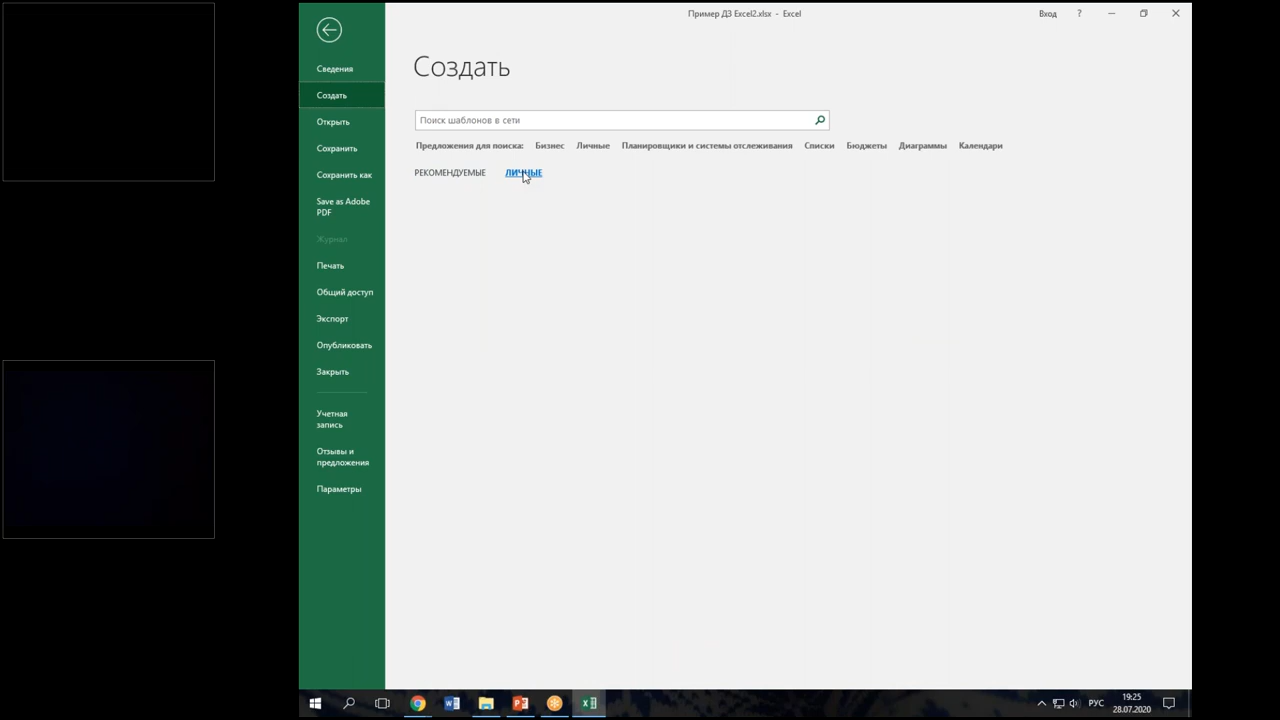 Пример ДЗ Excel2.xlsx - Excel
Вход ?
Сведения
Создать
Открыть
Сохранить
Сохранить как
Save as Adobe
PDF
Журнал
Печать
Общий доступ
Экспорт
Опубликовать
Закрыть
Учетная
запись
Отзывы и
предложения
Параметры
Создать
Поиск шаблонов в сети
Предложения для поиска: Бизнес Личные Планировщики и системы отслеживания Списки Бюджеты Диаграммы Календари
РЕКОМЕНДУЕМЫЕ ЛИЧНЫЕ
РУС
19:25
28.07.2020